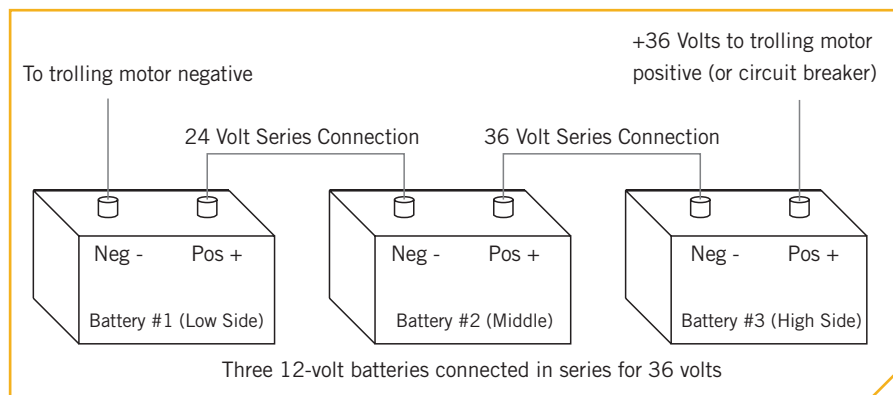 +36 Volts to trolling motor
positive (or circuit breaker)
To trolling motor negative
24 Volt Series Connection
36 Volt Series Connection
Neg -
Pos +
Neg -
Pos +
Neg -
Pos +
Battery #1 (Low Side)
Battery #2 (Middle)
Battery #3 (High Side)
Three 12-volt batteries connected in series for 36 volts